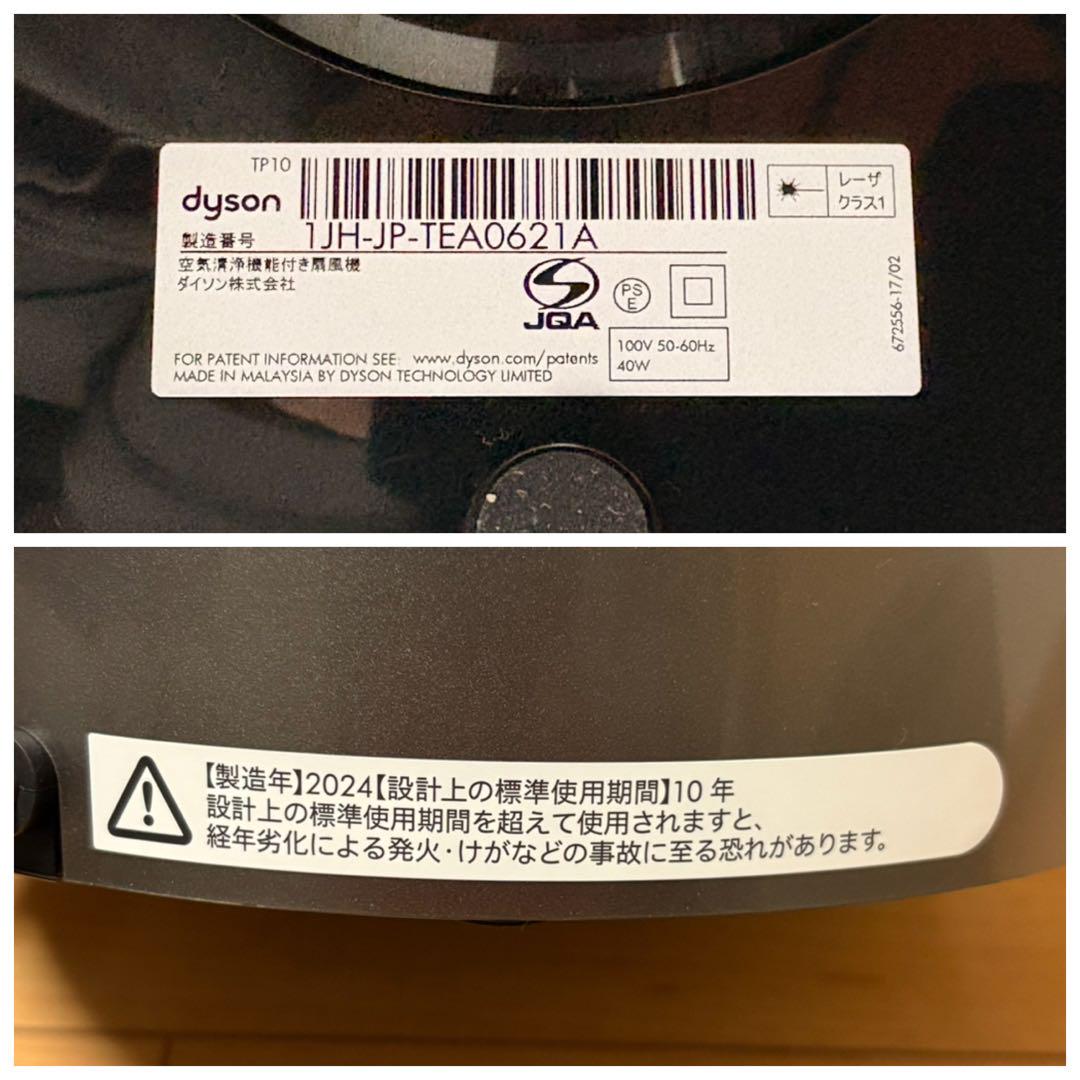 TP10
dyson
レーザ
クラス1
製造番号 1JH-JP-TEA0621A
空気清浄機能付き扇風機
ダイソン株式会社
JQA
PS
E
672556-17/02
100V 50-60Hz
40W
FOR PATENT INFORMATION SEE: www.dyson.com/patents
MADE IN MALAYSIA BY DYSON TECHNOLOGY LIMITED
【製造年】2024【設計上の標準使用期間】10年
設計上の標準使用期間を超えて使用されますと、
経年劣化による発火・けがなどの事故に至る恐れがあります。